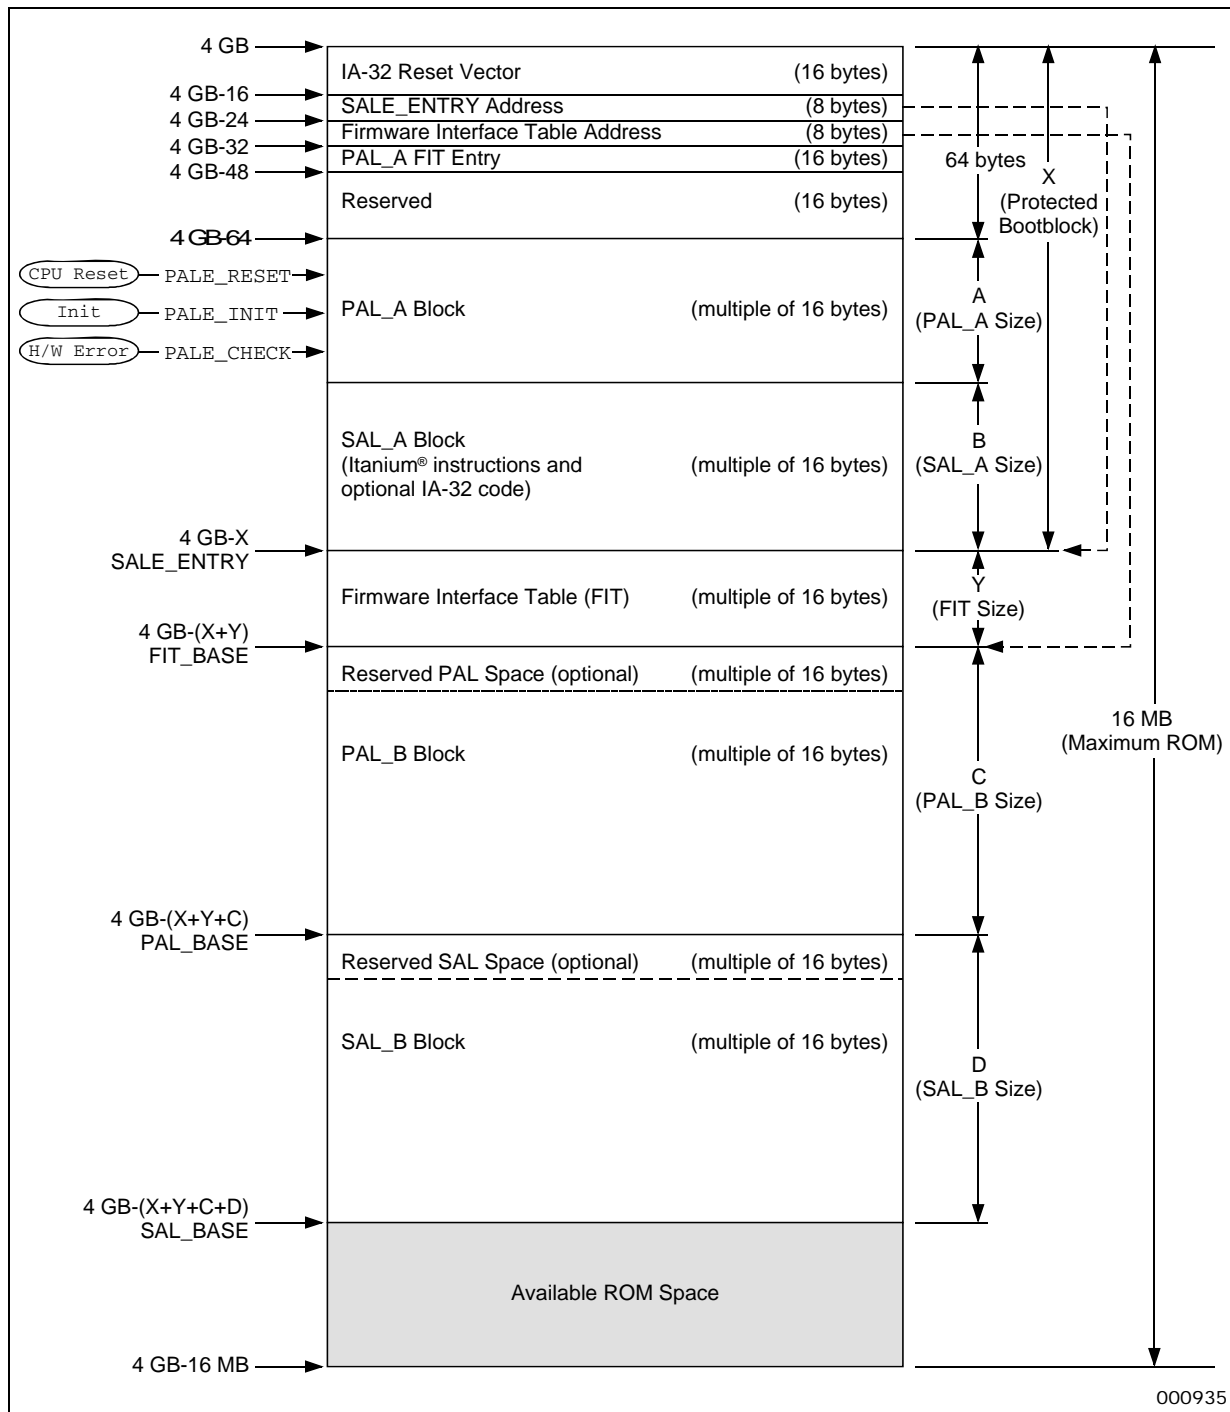 4 GB
IA-32 Reset Vector (16 bytes)
4 GB-16
SALE_ENTRY Address (8 bytes)
4 GB-24
Firmware Interface Table Address (8 bytes)
4 GB-32
PAL_A FIT Entry (16 bytes)
4 GB-48
64 bytes
X
(Protected
Bootblock)
Reserved (16 bytes)
4 GB-64
CPU Reset PALE_RESET
Init PALE_INIT
H/W Error PALE_CHECK
PAL_A Block (multiple of 16 bytes)
A
(PAL_A Size)
SAL_A Block
(Itanium® instructions and
optional IA-32 code)
(multiple of 16 bytes)
B
(SAL_A Size)
4 GB-X
SALE_ENTRY
Firmware Interface Table (FIT) (multiple of 16 bytes)
Y
(FIT Size)
4 GB-(X+Y)
FIT_BASE
Reserved PAL Space (optional) (multiple of 16 bytes)
PAL_B Block (multiple of 16 bytes)
C
(PAL_B Size)
16 MB
(Maximum ROM)
4 GB-(X+Y+C)
PAL_BASE
Reserved SAL Space (optional) (multiple of 16 bytes)
SAL_B Block (multiple of 16 bytes)
D
(SAL_B Size)
4 GB-(X+Y+C+D)
SAL_BASE
Available ROM Space
4 GB-16 MB
000935